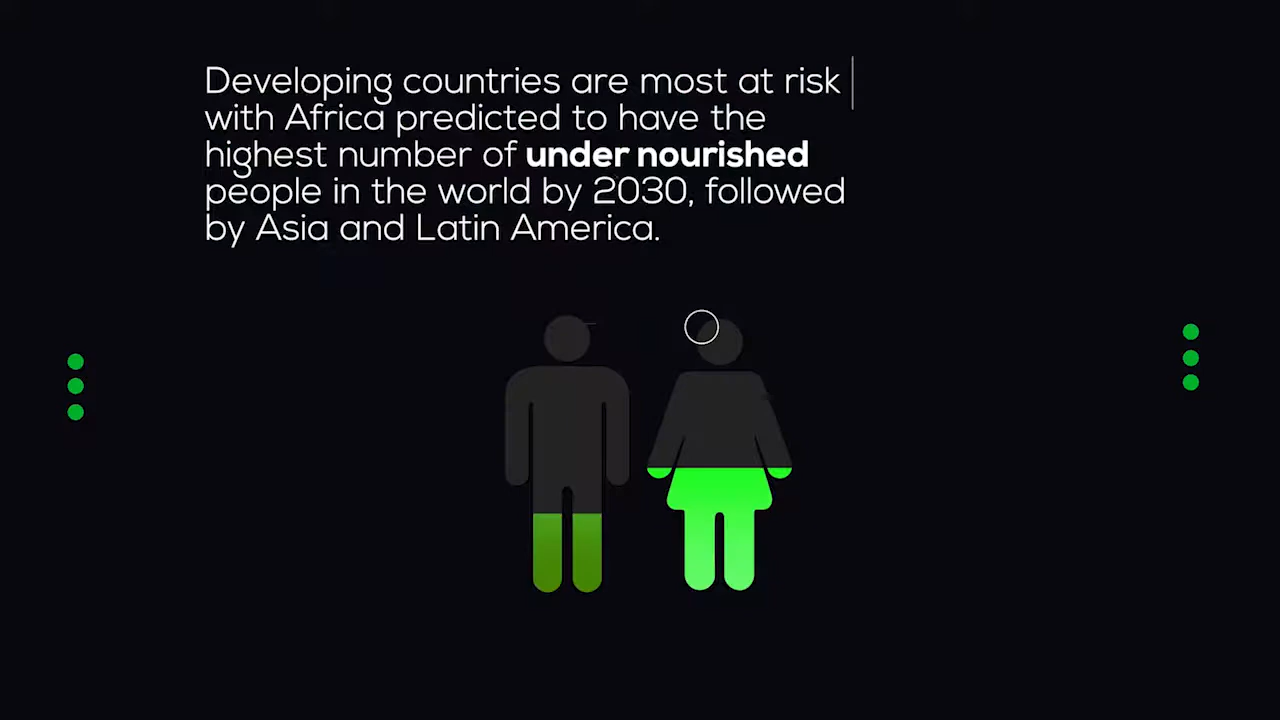 Developing countries are most at risk
with Africa predicted to have the
highest number of under nourished
people in the world by 2030, followed
by Asia and Latin America.